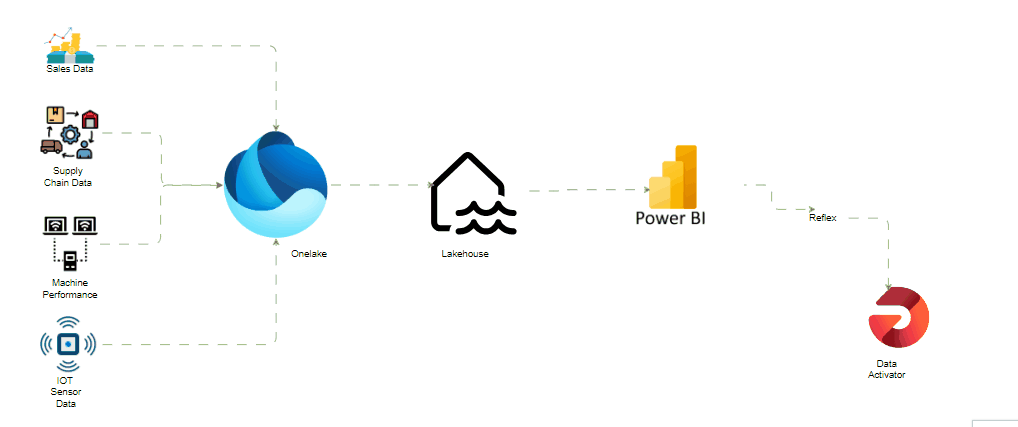 Sales Data
Supply
Chain Data
Machine
Performance
IOT
Sensor
Data
Onelake
Lakehouse
Power BI
Reflex
Data
Activator